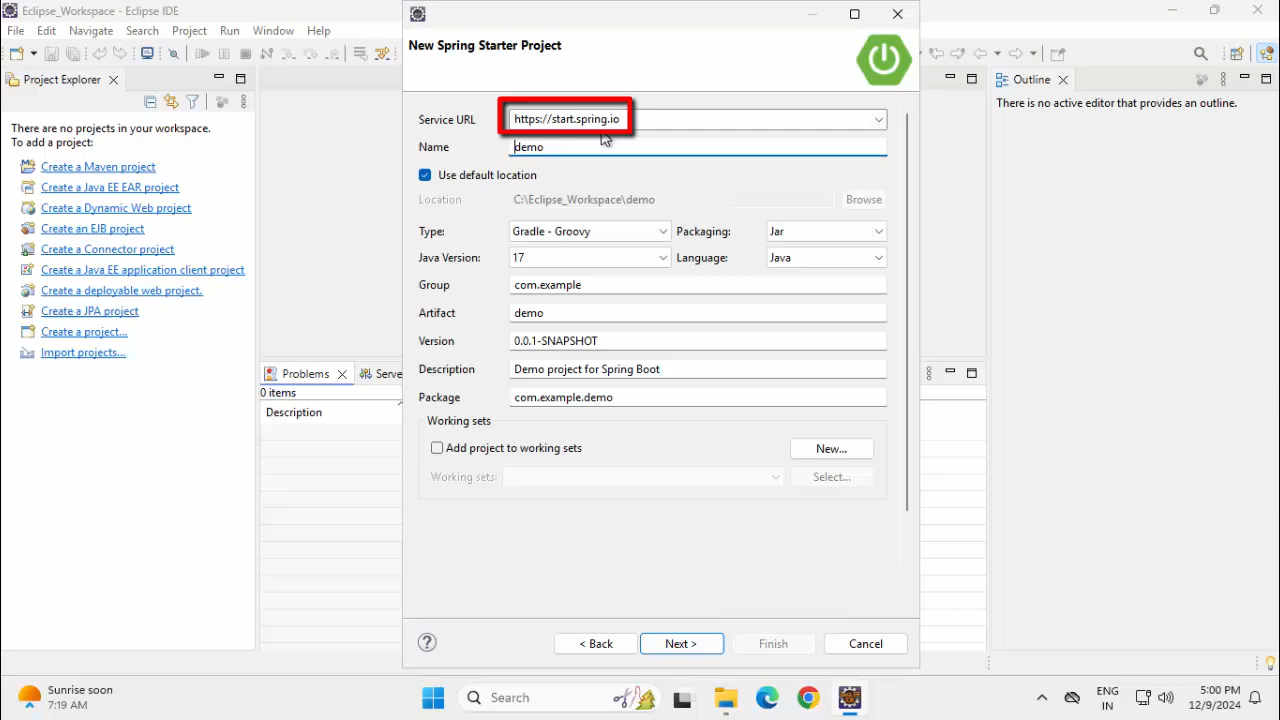 Eclipse_Workspace - Eclipse IDE
File Edit Navigate Search Project Run Window Help
Project Explorer
There are no projects in your workspace.
To add a project:
Create a Maven project
Create a Java EE EAR project
Create a Dynamic Web project
Create an EJB project
Create a Connector project
Create a Java EE application client project
Create a deployable web project.
Create a JPA project
Create a project...
Import projects...
Problems
Serve
0 items
Description
New Spring Starter Project
Service URL https://start.spring.io
Name demo
Use default location
Location C:\Eclipse_Workspace\demo Browse
Type: Gradle - Groovy Packaging: Jar
Java Version: 17 Language: Java
Group com.example
Artifact demo
Version 0.0.1-SNAPSHOT
Description Demo project for Spring Boot
Package com.example.demo
Working sets
Add project to working sets New...
Working sets: Select...
? < Back Next > Finish Cancel
Outline
There is no active editor that provides an outline.
Sunrise soon
7:19 AM
Search
ENG
IN
5:00 PM
12/9/2024